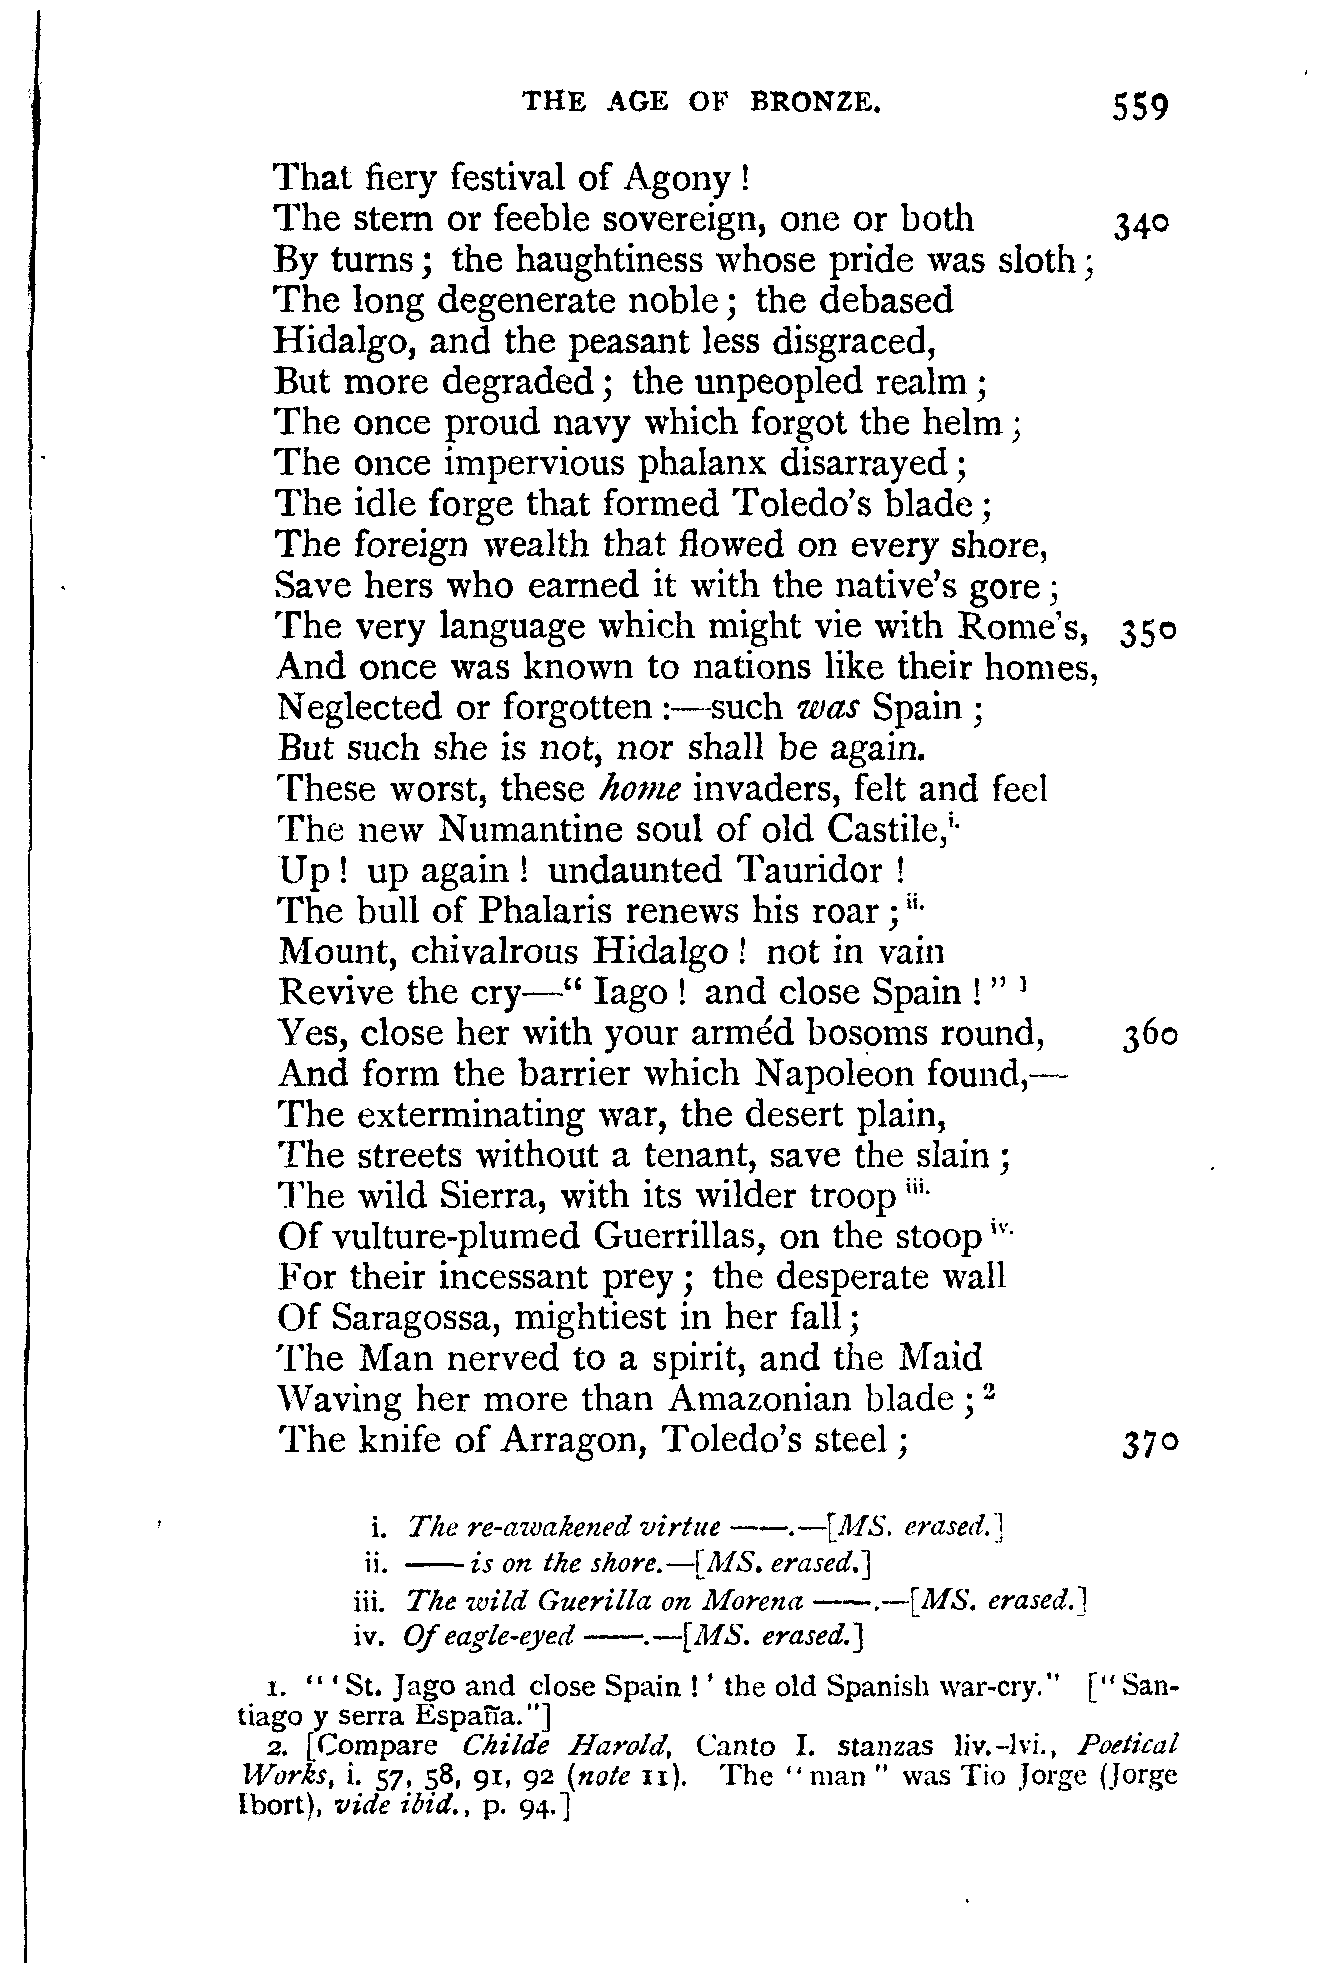 THE AGE OF BRONZE. 559
That fiery festival of Agony !
The stern or feeble sovereign, one or both 340
By turns ; the haughtiness whose pride was sloth ;
The long degenerate noble ; the debased
Hidalgo, and the peasant less disgraced,
But more degraded ; the unpeopled realm ;
The once proud navy which forgot the helm ;
The once impervious phalanx disarrayed ;
The idle forge that formed Toledo's blade ;
The foreign wealth that flowed on every shore,
Save hers who earned it with the native's gore ;
The very language which might vie with Rome's, 350
And once was known to nations like their homes,
Neglected or forgotten :—such was Spain ;
But such she is not, nor shall be again.
These worst, these home invaders, felt and feel
The new Numantine soul of old Castile,i.
Up ! up again ! undaunted Tauridor !
The bull of Phalaris renews his roar ; ii.
Mount, chivalrous Hidalgo ! not in vain
Revive the cry—" Iago ! and close Spain ! " 1
Yes, close her with your arméd bosoms round, 360
And form the barrier which Napoleon found,—
The exterminating war, the desert plain,
The streets without a tenant, save the slain ;
The wild Sierra, with its wilder troop iii.
Of vulture-plumed Guerrillas, on the stoop iv.
For their incessant prey ; the desperate wall
Of Saragossa, mightiest in her fall ;
The Man nerved to a spirit, and the Maid
Waving her more than Amazonian blade ; 2
The knife of Arragon, Toledo's steel ; 370
i. The re-awakened virtue ——.—[MS. erased.]
ii. —— is on the shore.—[MS. erased.]
iii. The wild Guerilla on Morena ——.—[MS. erased.]
iv. Of eagle-eyed ——.—[MS. erased.]
1. " ' St. Jago and close Spain ! ' the old Spanish war-cry." [" San-
tiago y serra España."]
2. [Compare Childe Harold, Canto I. stanzas liv.-lvi., Poetical
Works, i. 57, 58, 91, 92 (note 11). The " man " was Tio Jorge (Jorge
Ibort), vide ibid., p. 94.]